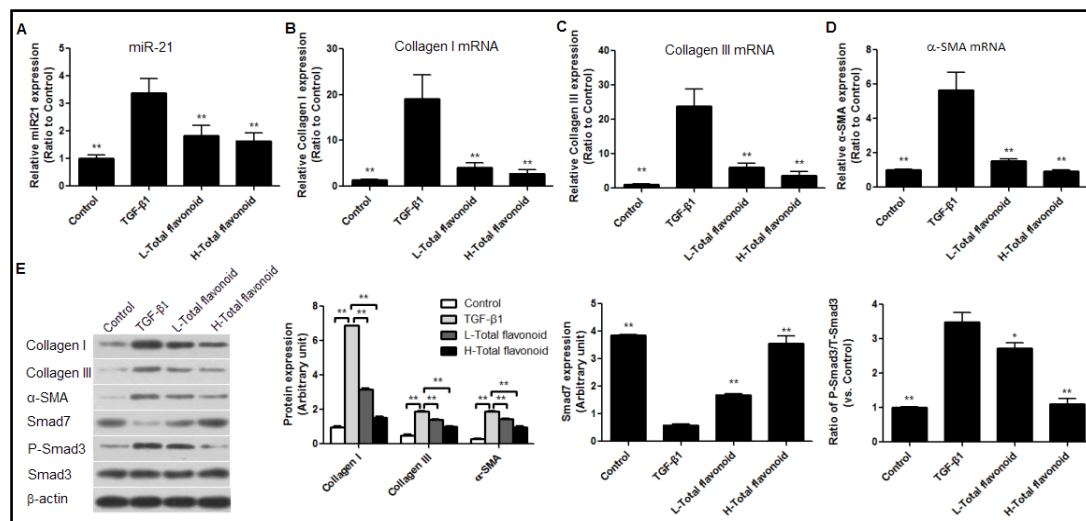 A
miR-21
Relative miR21 expression
(Ratio to Control)
5
4
3
2
1
0
**
**
**
Control
TGF-β1
L-Total flavonoid
H-Total flavonoid
B
Collagen I mRNA
Relative Collagen I expression
(Ratio to Control)
30
20
10
0
**
**
**
Control
TGF-β1
L-Total flavonoid
H-Total flavonoid
C
Collagen III mRNA
Relative Collagen III expression
(Ratio to Control)
40
30
20
10
0
**
**
**
Control
TGF-β1
L-Total flavonoid
H-Total flavonoid
D
α-SMA mRNA
Relative α-SMA expression
(Ratio to Control)
8
6
4
2
0
**
**
**
Control
TGF-β1
L-Total flavonoid
H-Total flavonoid
E
Control
TGF-β1
L-Total flavonoid
H-Total flavonoid
Collagen I
Collagen III
α-SMA
Smad7
P-Smad3
Smad3
β-actin
Protein expression
(Arbitrary unit)
8
6
4
2
0
Control
TGF-β1
L-Total flavonoid
H-Total flavonoid
**
** **
**
** **
**
** **
Collagen I
Collagen III
α-SMA
Smad7 expression
(Arbitrary unit)
5
4
3
2
1
0
**
**
**
Control
TGF-β1
L-Total flavonoid
H-Total flavonoid
Ratio of P-Smad3/T-Smad3
(vs. Control)
4
3
2
1
0
**
*
**
Control
TGF-β1
L-Total flavonoid
H-Total flavonoid